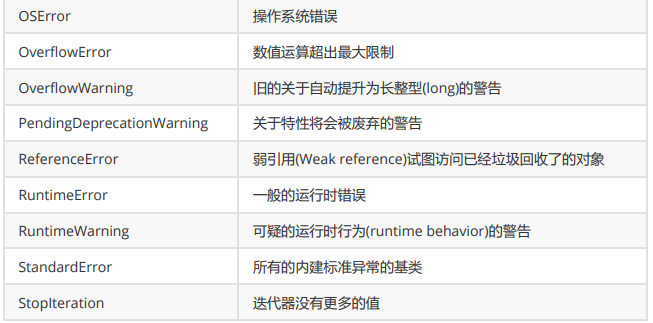 OSError 操作系统错误
OverflowError 数值运算超出最大限制
OverflowWarning 旧的关于自动提升为长整型(long)的警告
PendingDeprecationWarning 关于特性将会被废弃的警告
ReferenceError 弱引用(Weak reference)试图访问已经垃圾回收了的对象
RuntimeError 一般的运行时错误
RuntimeWarning 可疑的运行时行为(runtime behavior)的警告
StandardError 所有的内建标准异常的基类
StopIteration 迭代器没有更多的值